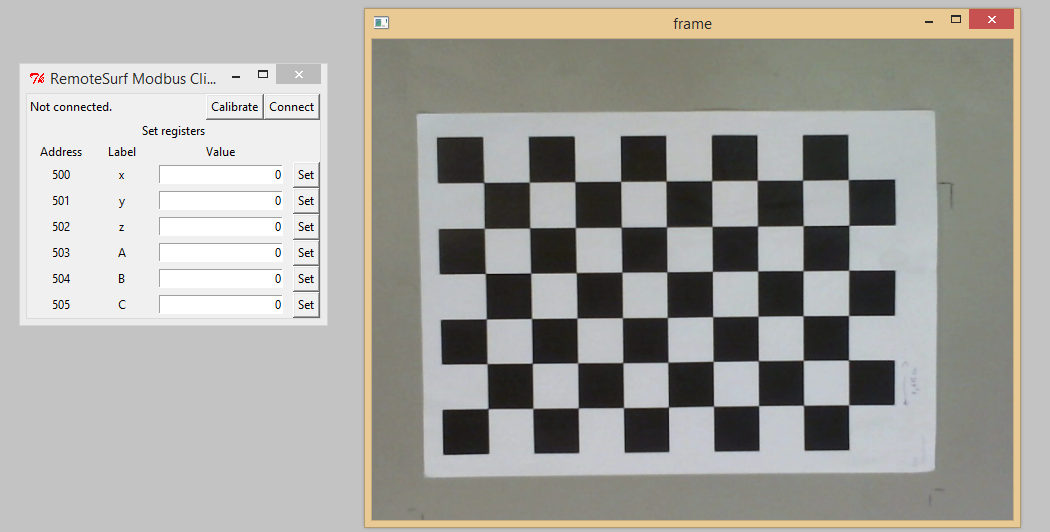 RemoteSurf Modbus Cli...
Not connected. Calibrate Connect
Set registers
Address Label Value
500 x 0 Set
501 y 0 Set
502 z 0 Set
503 A 0 Set
504 B 0 Set
505 C 0 Set
frame